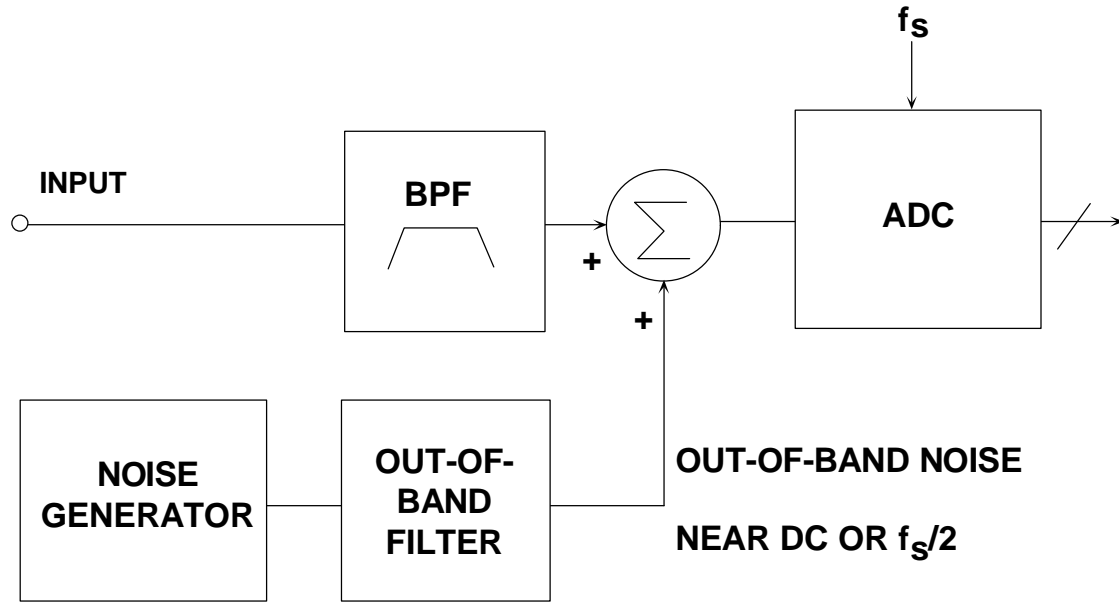 fS
INPUT
BPF
Σ
ADC
+
+
NOISE
GENERATOR
OUT-OF-
BAND
FILTER
OUT-OF-BAND NOISE
NEAR DC OR fS/2